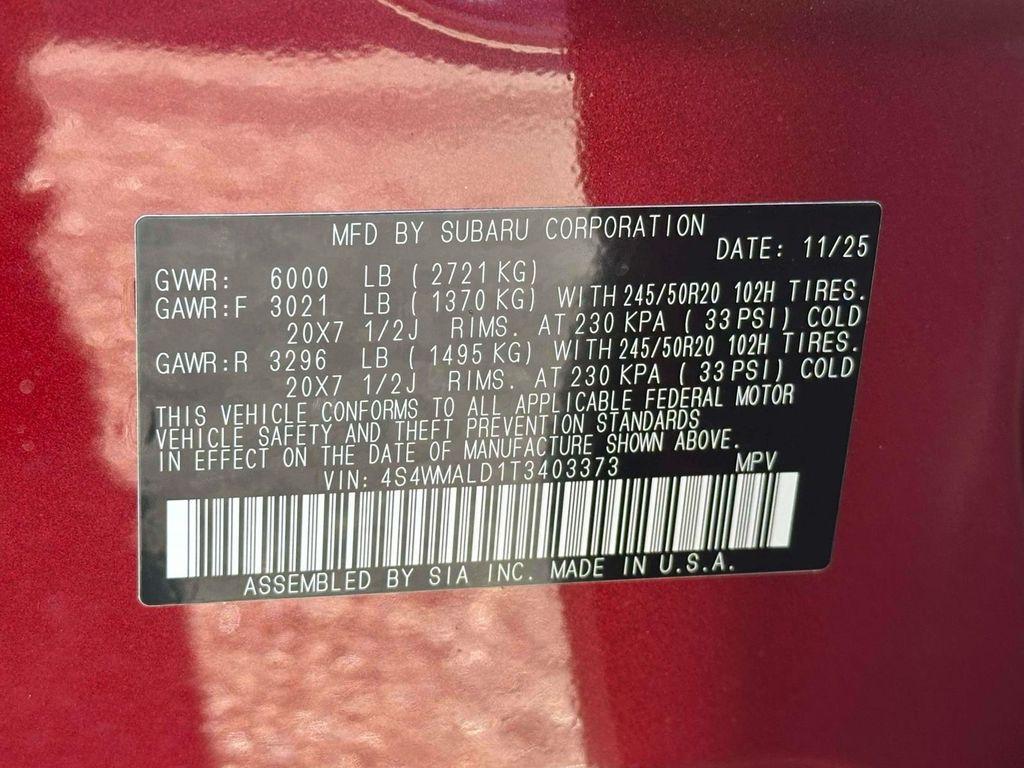 MFD BY SUBARU CORPORATION
DATE: 11/25
GVWR: 6000 LB ( 2721 KG)
GAWR:F 3021 LB ( 1370 KG) WITH 245/50R20 102H TIRES.
20X7 1/2J RIMS. AT 230 KPA ( 33 PSI) COLD
GAWR:R 3296 LB ( 1495 KG) WITH 245/50R20 102H TIRES.
20X7 1/2J RIMS. AT 230 KPA ( 33 PSI) COLD
THIS VEHICLE CONFORMS TO ALL APPLICABLE FEDERAL MOTOR
VEHICLE SAFETY AND THEFT PREVENTION STANDARDS
IN EFFECT ON THE DATE OF MANUFACTURE SHOWN ABOVE.
VIN: 4S4WMALD1T3403373 MPV
ASSEMBLED BY SIA INC. MADE IN U.S.A.